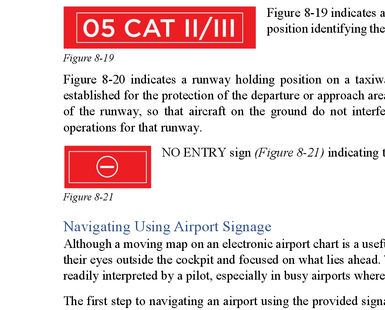 05 CAT II/III
Figure 8-19 indicates a
position identifying the
Figure 8-19
Figure 8-20 indicates a runway holding position on a taxiwa
established for the protection of the departure or approach area
of the runway, so that aircraft on the ground do not interfe
operations for that runway.
NO ENTRY sign (Figure 8-21) indicating t
Figure 8-21
Navigating Using Airport Signage
Although a moving map on an electronic airport chart is a usefu
their eyes outside the cockpit and focused on what lies ahead. T
readily interpreted by a pilot, especially in busy airports where
The first step to navigating an airport using the provided signa